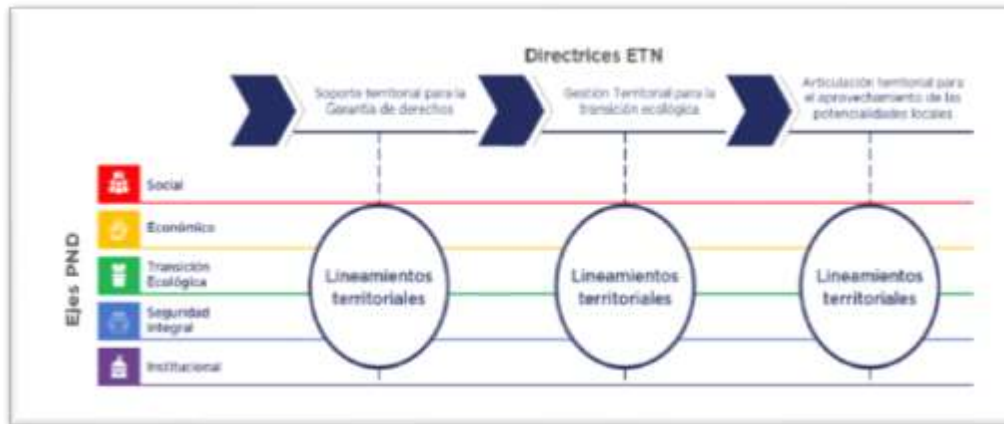 Directrices ETN
Soporte territorial para la
Garantía de derechos
Gestión Territorial para la
transición ecológica
Articulación territorial para
el aprovechamiento de las
potencialidades locales
Ejes PND
Social
Económico
Transición
Ecológica
Seguridad
Integral
Institucional
Lineamientos
territoriales
Lineamientos
territoriales
Lineamientos
territoriales